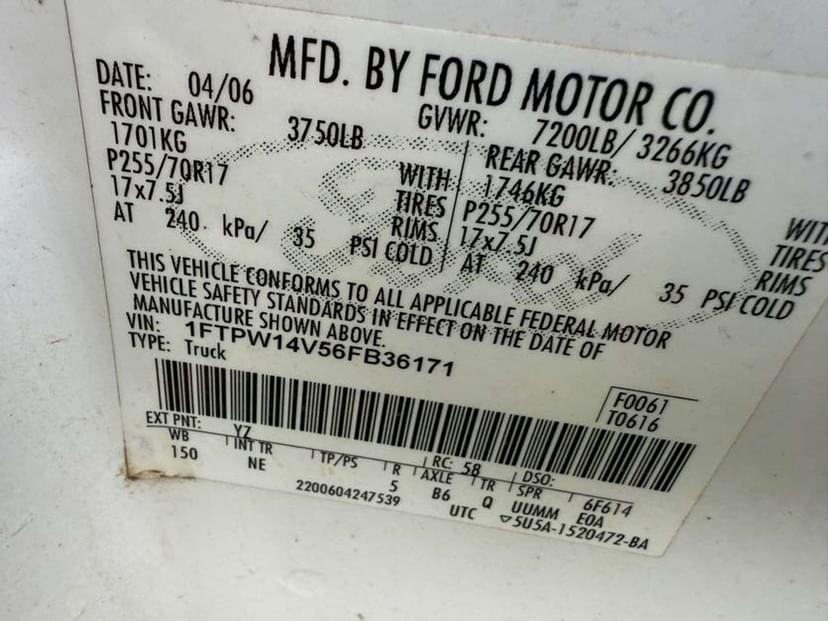 MFD. BY FORD MOTOR CO.
DATE: 04/06 GVWR: 7200LB/ 3266KG
FRONT GAWR: 3750LB REAR GAWR: 3850LB
1701KG WITH 1746KG WITH
P255/70R17 TIRES P255/70R17 TIRES
17x7.5J RIMS 17x7.5J RIMS
AT 240 kPa/ 35 PSI COLD AT 240 kPa/ 35 PSI COLD
THIS VEHICLE CONFORMS TO ALL APPLICABLE FEDERAL MOTOR
VEHICLE SAFETY STANDARDS IN EFFECT ON THE DATE OF
MANUFACTURE SHOWN ABOVE.
VIN: 1FTPW14V56FB36171
TYPE: Truck
F0061
T0616
EXT PNT: YZ RC: 58 DSO: 6F614
WB INT TR TP/PS R AXLE TR SPR EOA
150 NE 5 B6 Q UUMM
2200604247539 UTC ▽5U5A-1520472-BA